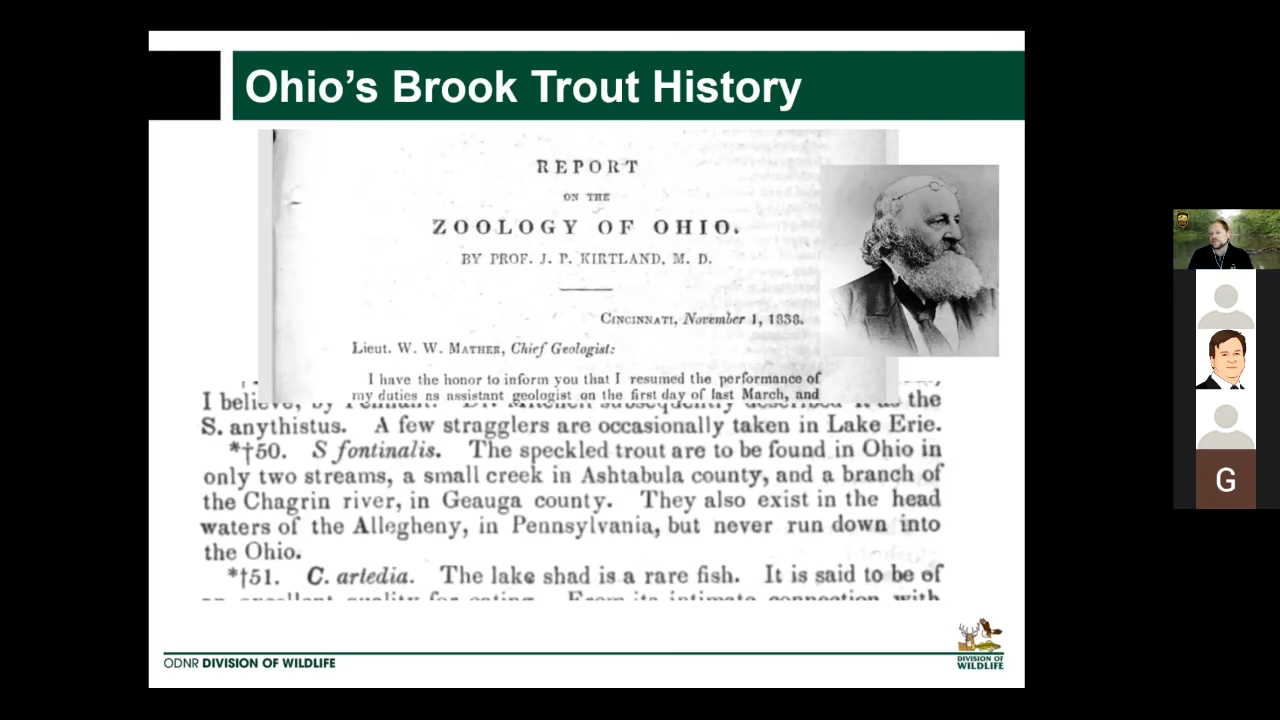 Ohio's Brook Trout History
REPORT
ON THE
ZOOLOGY OF OHIO.
BY PROF. J. P. KIRTLAND, M. D.
CINCINNATI, November 1, 1838.
Lieut. W. W. MATHER, Chief Geologist:
I have the honor to inform you that I resumed the performance of
my duties as assistant geologist on the first day of last March, and
I believe, by Pennant. Dr. Mitchell subsequently described it as the
S. amythistus. A few stragglers are occasionally taken in Lake Erie.
*†50. S fontinalis. The speckled trout are to be found in Ohio in
only two streams, a small creek in Ashtabula county, and a branch of
the Chagrin river, in Geauga county. They also exist in the head
waters of the Allegheny, in Pennsylvania, but never run down into
the Ohio.
*†51. C. artedia. The lake shad is a rare fish. It is said to be of
an excellent quality for eating. From its intimate connection with
ODNR DIVISION OF WILDLIFE
DIVISION OF
WILDLIFE
G